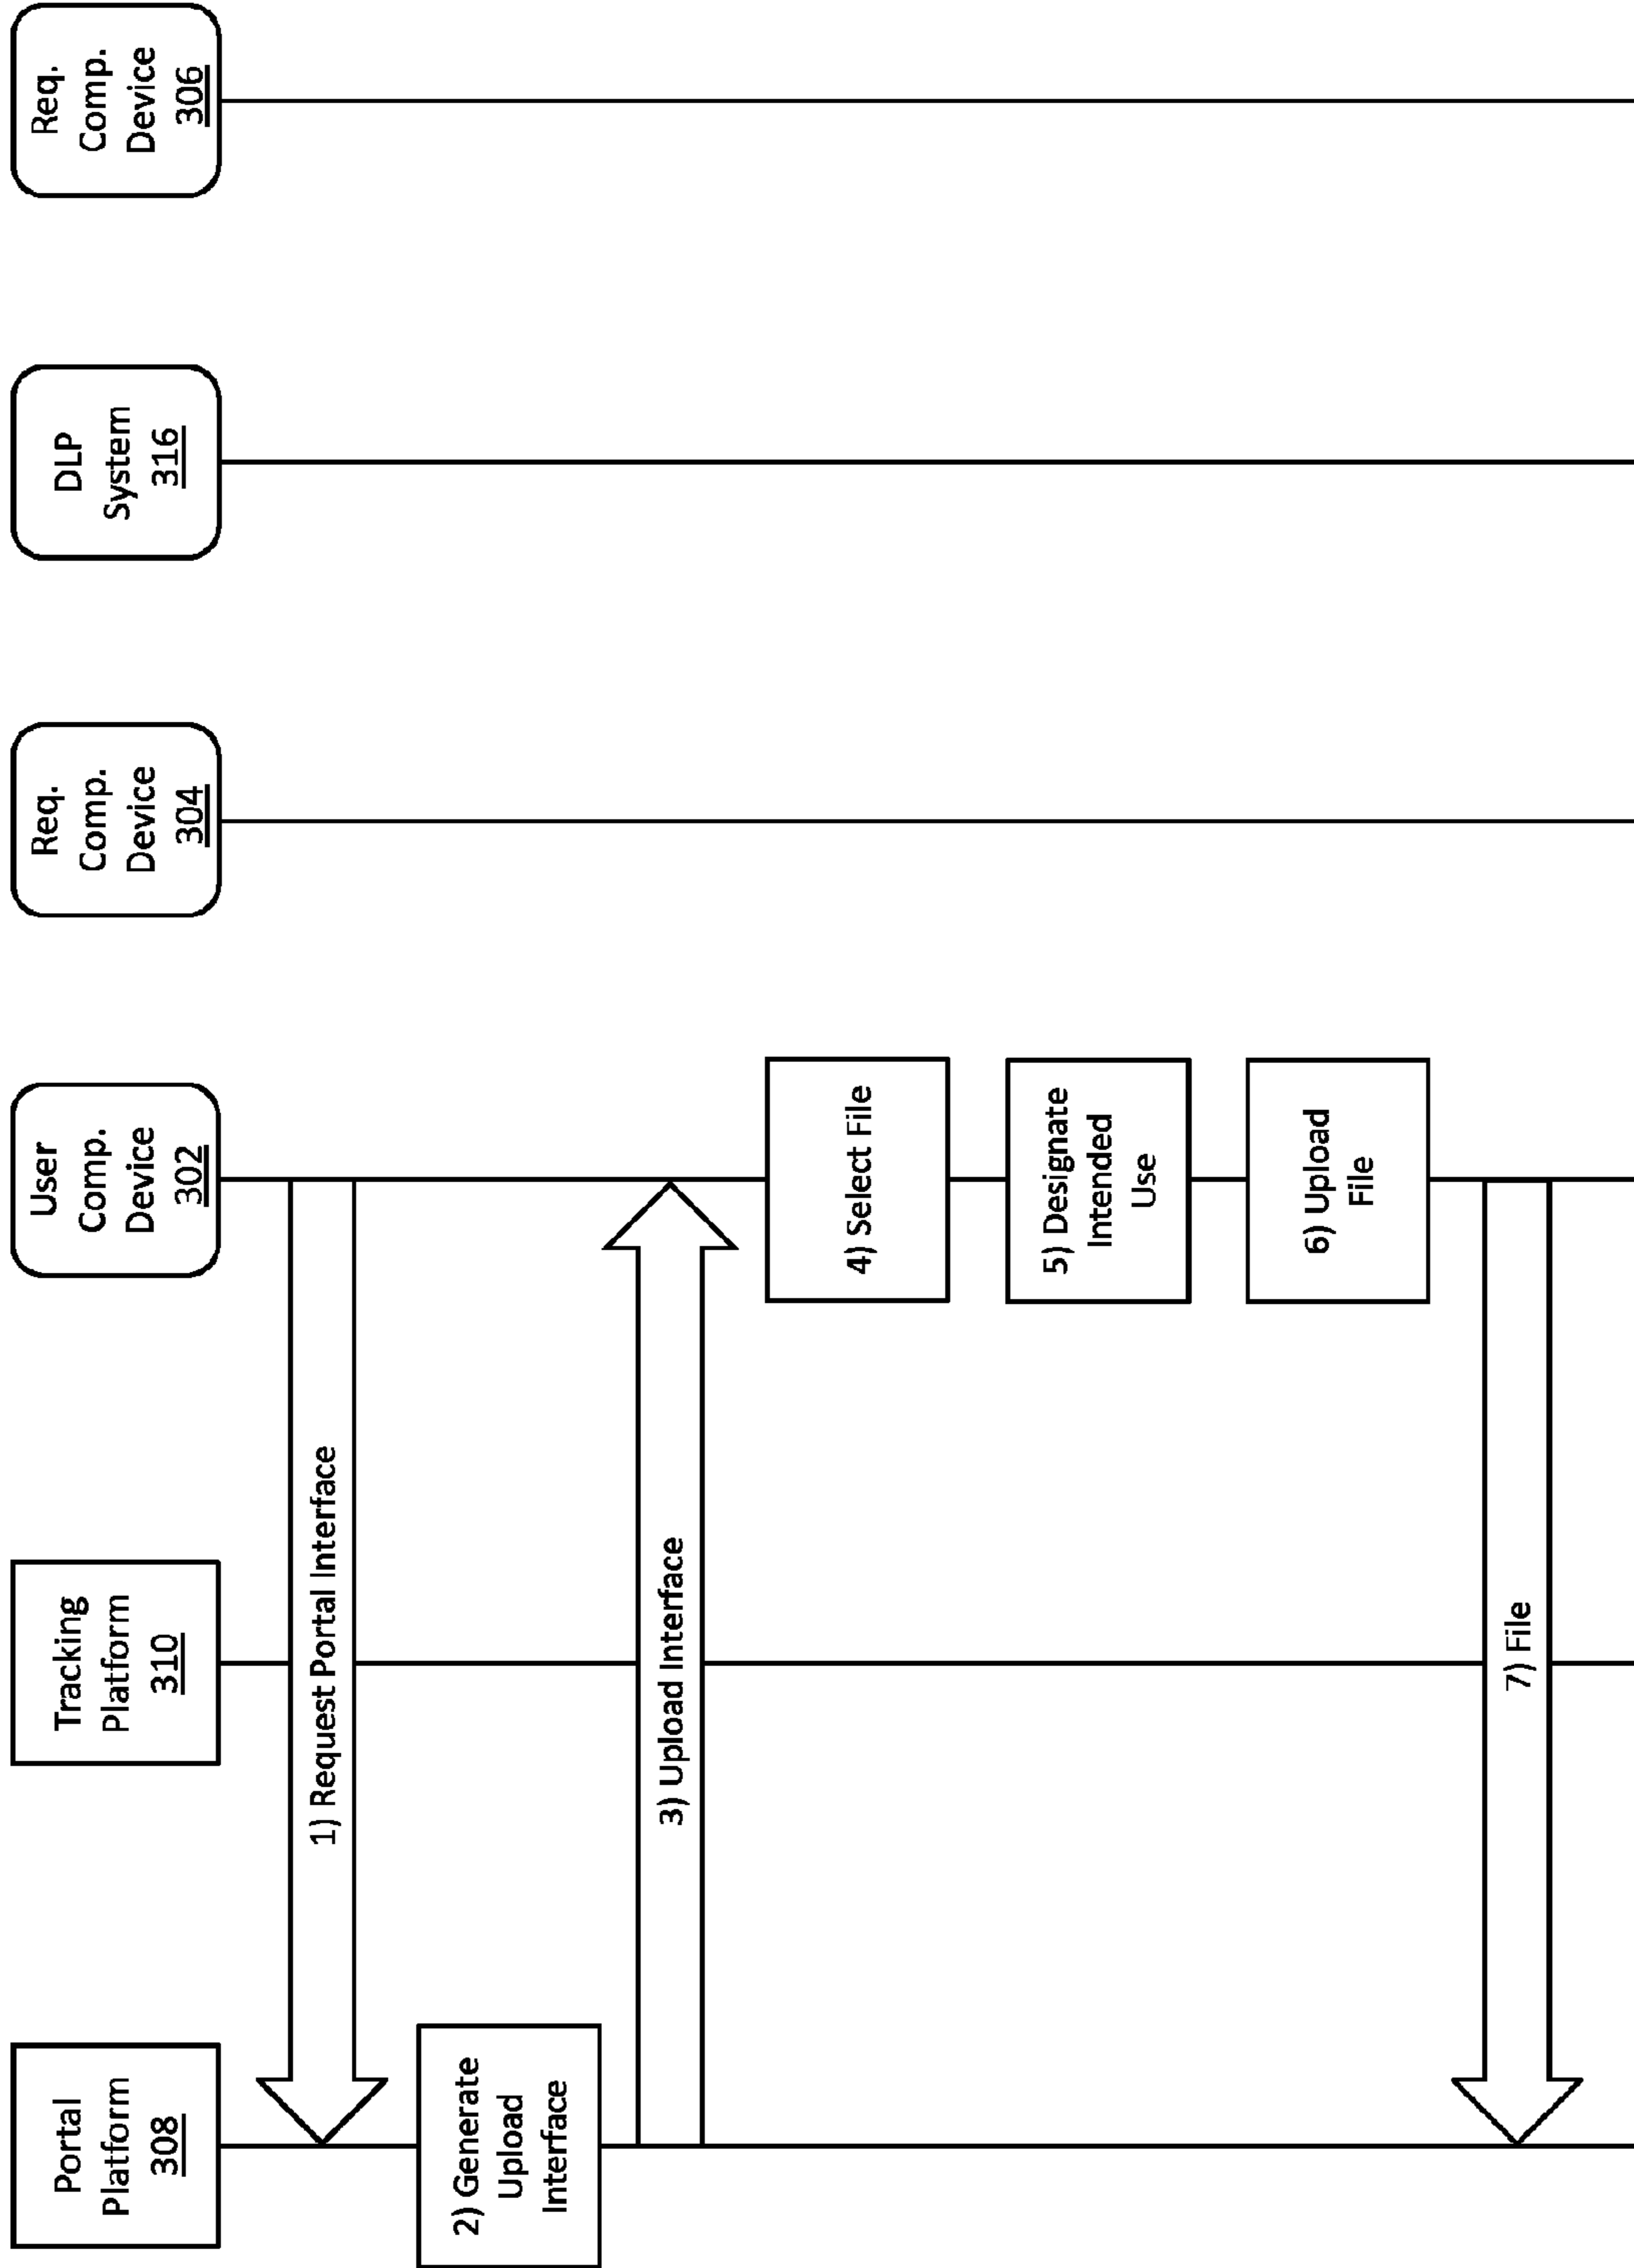 Portal
Platform
308
Tracking
Platform
310
User
Comp.
Device
302
Req.
Comp.
Device
304
DLP
System
316
Req.
Comp.
Device
306
1) Request Portal Interface
2) Generate
Upload
Interface
3) Upload Interface
4) Select File
5) Designate
Intended
Use
6) Upload
File
7) File